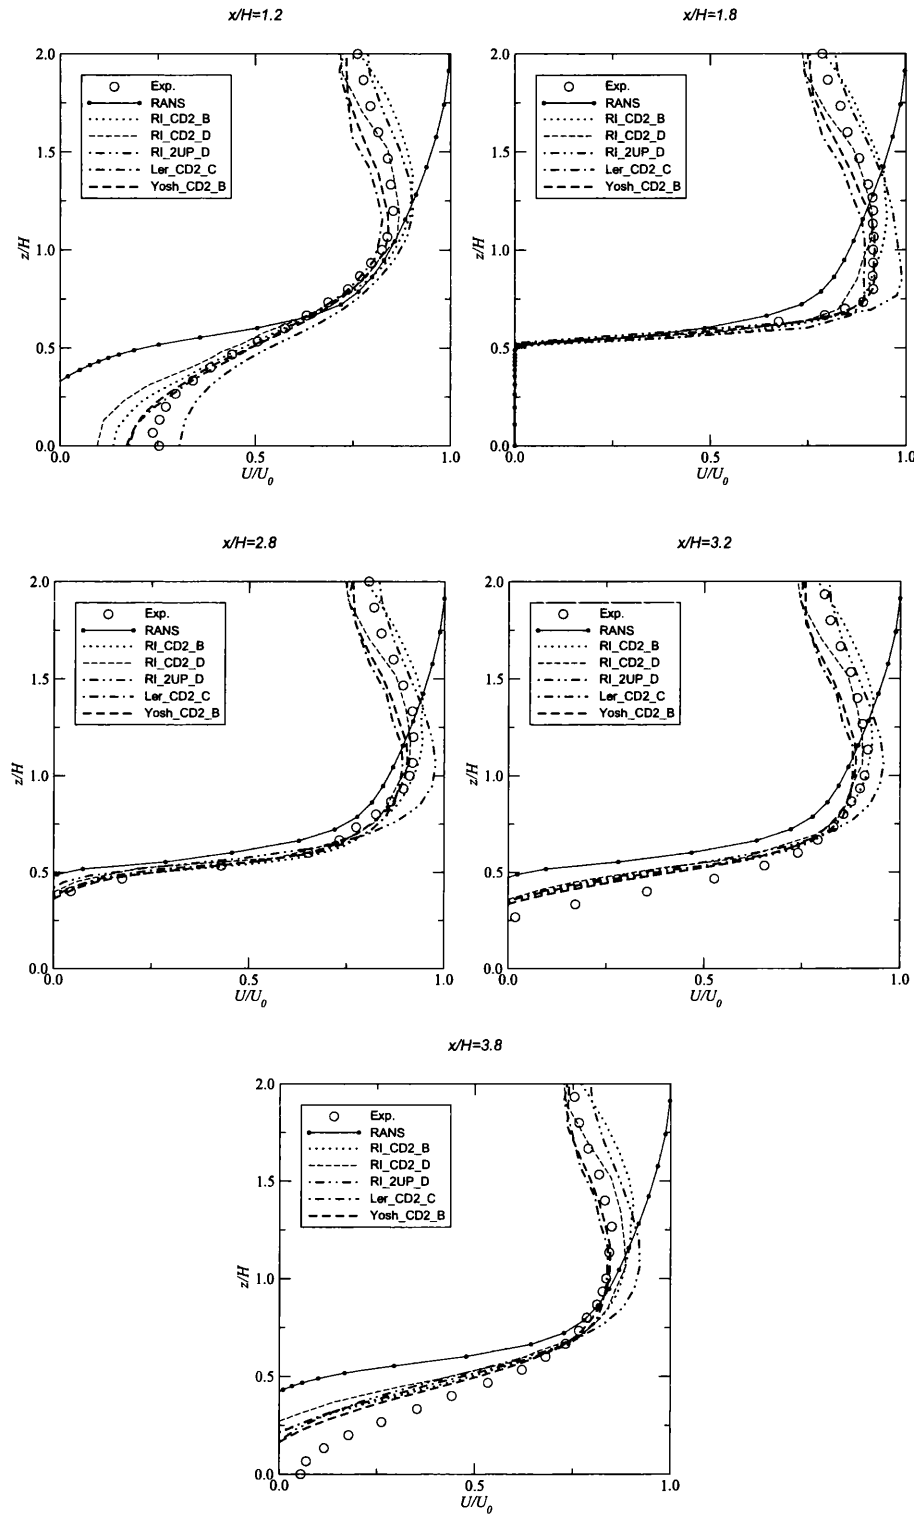 x/H=1.2
2.0
Exp.
RANS
RI_CD2_B
RI_CD2_D
RI_2UP_D
Ler_CD2_C
Yosh_CD2_B
1.5
z/H
1.0
0.5
0.0
0.0
0.5
1.0
U/U0
x/H=1.8
2.0
Exp.
RANS
RI_CD2_B
RI_CD2_D
RI_2UP_D
Ler_CD2_C
Yosh_CD2_B
1.5
z/H
1.0
0.5
0.0
0.0
0.5
1.0
U/U0
x/H=2.8
2.0
Exp.
RANS
RI_CD2_B
RI_CD2_D
RI_2UP_D
Ler_CD2_C
Yosh_CD2_B
1.5
z/H
1.0
0.5
0.0
0.0
0.5
1.0
U/U0
x/H=3.2
2.0
Exp.
RANS
RI_CD2_B
RI_CD2_D
RI_2UP_D
Ler_CD2_C
Yosh_CD2_B
1.5
z/H
1.0
0.5
0.0
0.0
0.5
1.0
U/U0
x/H=3.8
2.0
Exp.
RANS
RI_CD2_B
RI_CD2_D
RI_2UP_D
Ler_CD2_C
Yosh_CD2_B
1.5
z/H
1.0
0.5
0.0
0.0
0.5
1.0
U/U0